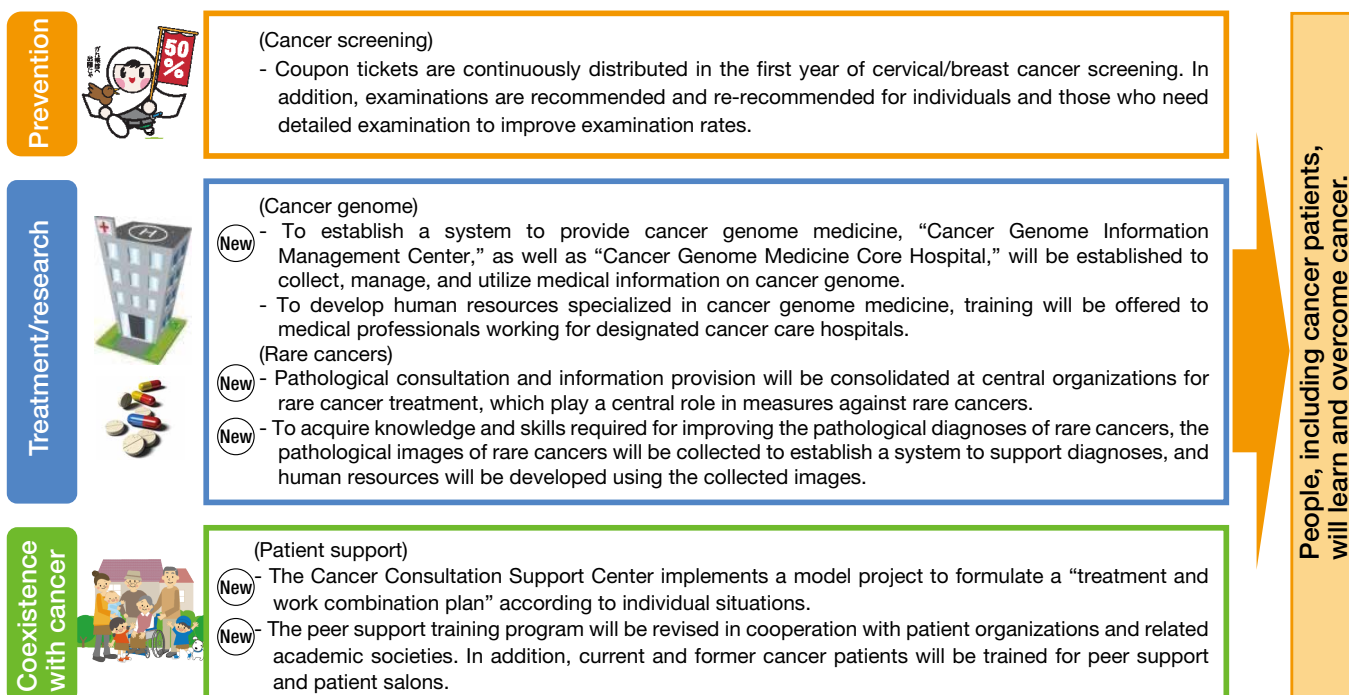 Prevention
50
%
(Cancer screening)
- Coupon tickets are continuously distributed in the first year of cervical/breast cancer screening. In
addition, examinations are recommended and re-recommended for individuals and those who need
detailed examination to improve examination rates.
Treatment/research
H
(Cancer genome)
New - To establish a system to provide cancer genome medicine, “Cancer Genome Information
Management Center,” as well as “Cancer Genome Medicine Core Hospital,” will be established to
collect, manage, and utilize medical information on cancer genome.
- To develop human resources specialized in cancer genome medicine, training will be offered to
medical professionals working for designated cancer care hospitals.
(Rare cancers)
New - Pathological consultation and information provision will be consolidated at central organizations for
rare cancer treatment, which play a central role in measures against rare cancers.
New - To acquire knowledge and skills required for improving the pathological diagnoses of rare cancers, the
pathological images of rare cancers will be collected to establish a system to support diagnoses, and
human resources will be developed using the collected images.
Coexistence
with cancer
(Patient support)
New - The Cancer Consultation Support Center implements a model project to formulate a “treatment and
work combination plan” according to individual situations.
New - The peer support training program will be revised in cooperation with patient organizations and related
academic societies. In addition, current and former cancer patients will be trained for peer support
and patient salons.
People, including cancer patients,
will learn and overcome cancer.